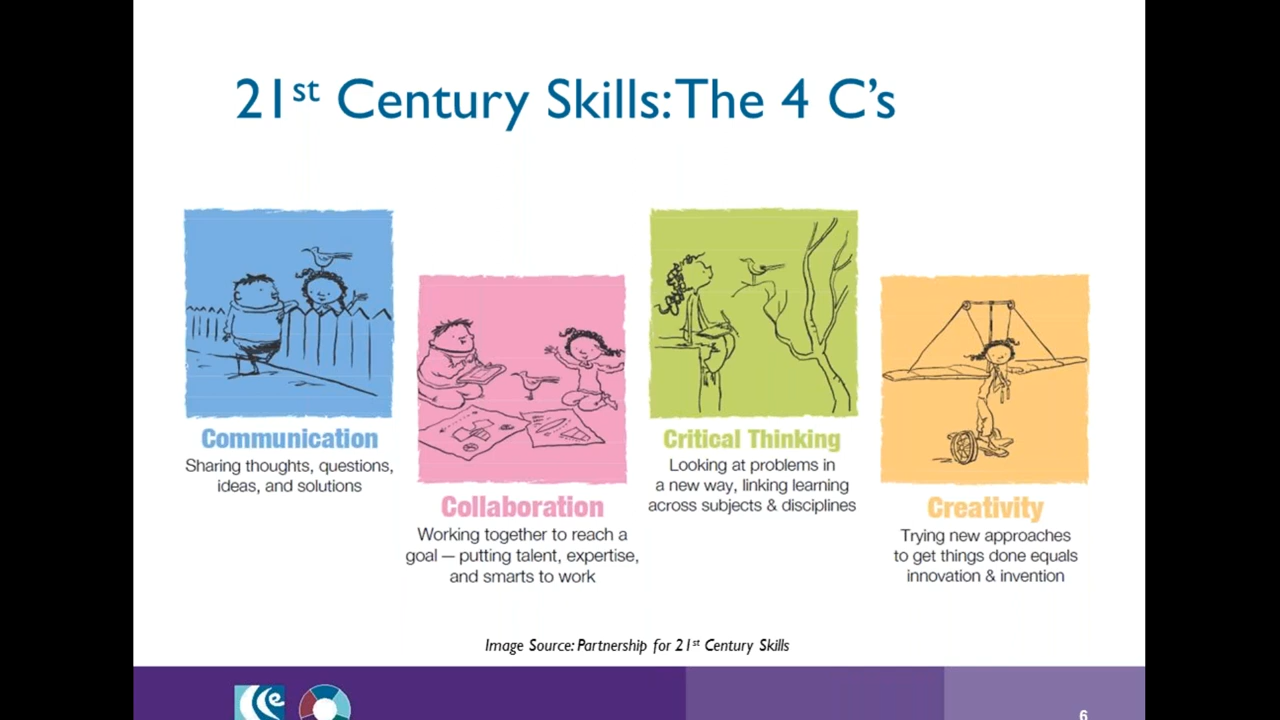 21st Century Skills: The 4 C's
Communication
Sharing thoughts, questions,
ideas, and solutions
Collaboration
Working together to reach a
goal — putting talent, expertise,
and smarts to work
Critical Thinking
Looking at problems in
a new way, linking learning
across subjects & disciplines
Creativity
Trying new approaches
to get things done equals
innovation & invention
Image Source: Partnership for 21st Century Skills
6